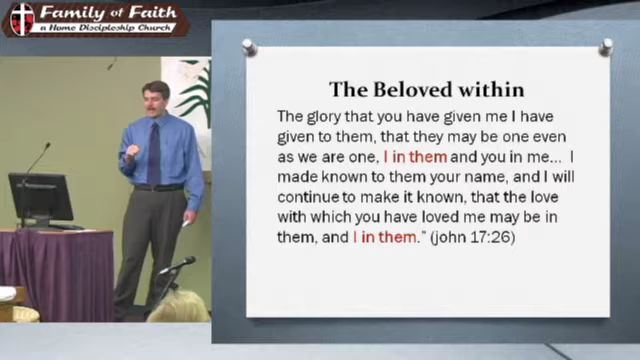 Family of Faith
a Home Discipleship Church
The Beloved within
The glory that you have given me I have
given to them, that they may be one even
as we are one, I in them and you in me... I
made known to them your name, and I will
continue to make it known, that the love
with which you have loved me may be in
them, and I in them.” (john 17:26)